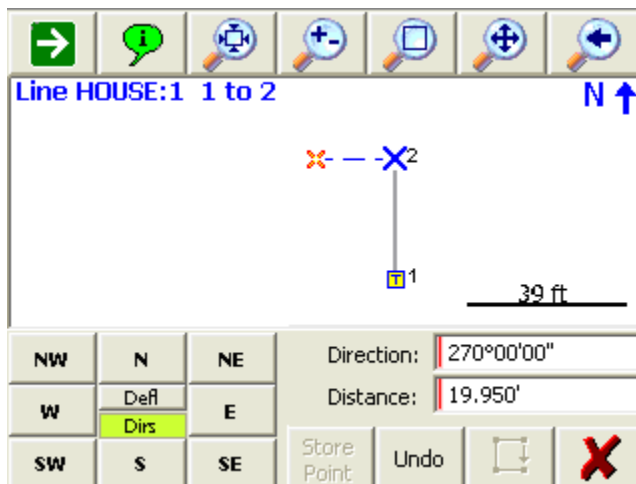 Line HOUSE:1 1 to 2
N
2
1
39 ft
NW N NE
W Defl E
Dirs
SW S SE
Direction: 270°00'00"
Distance: 19.950'
Store Point
Undo